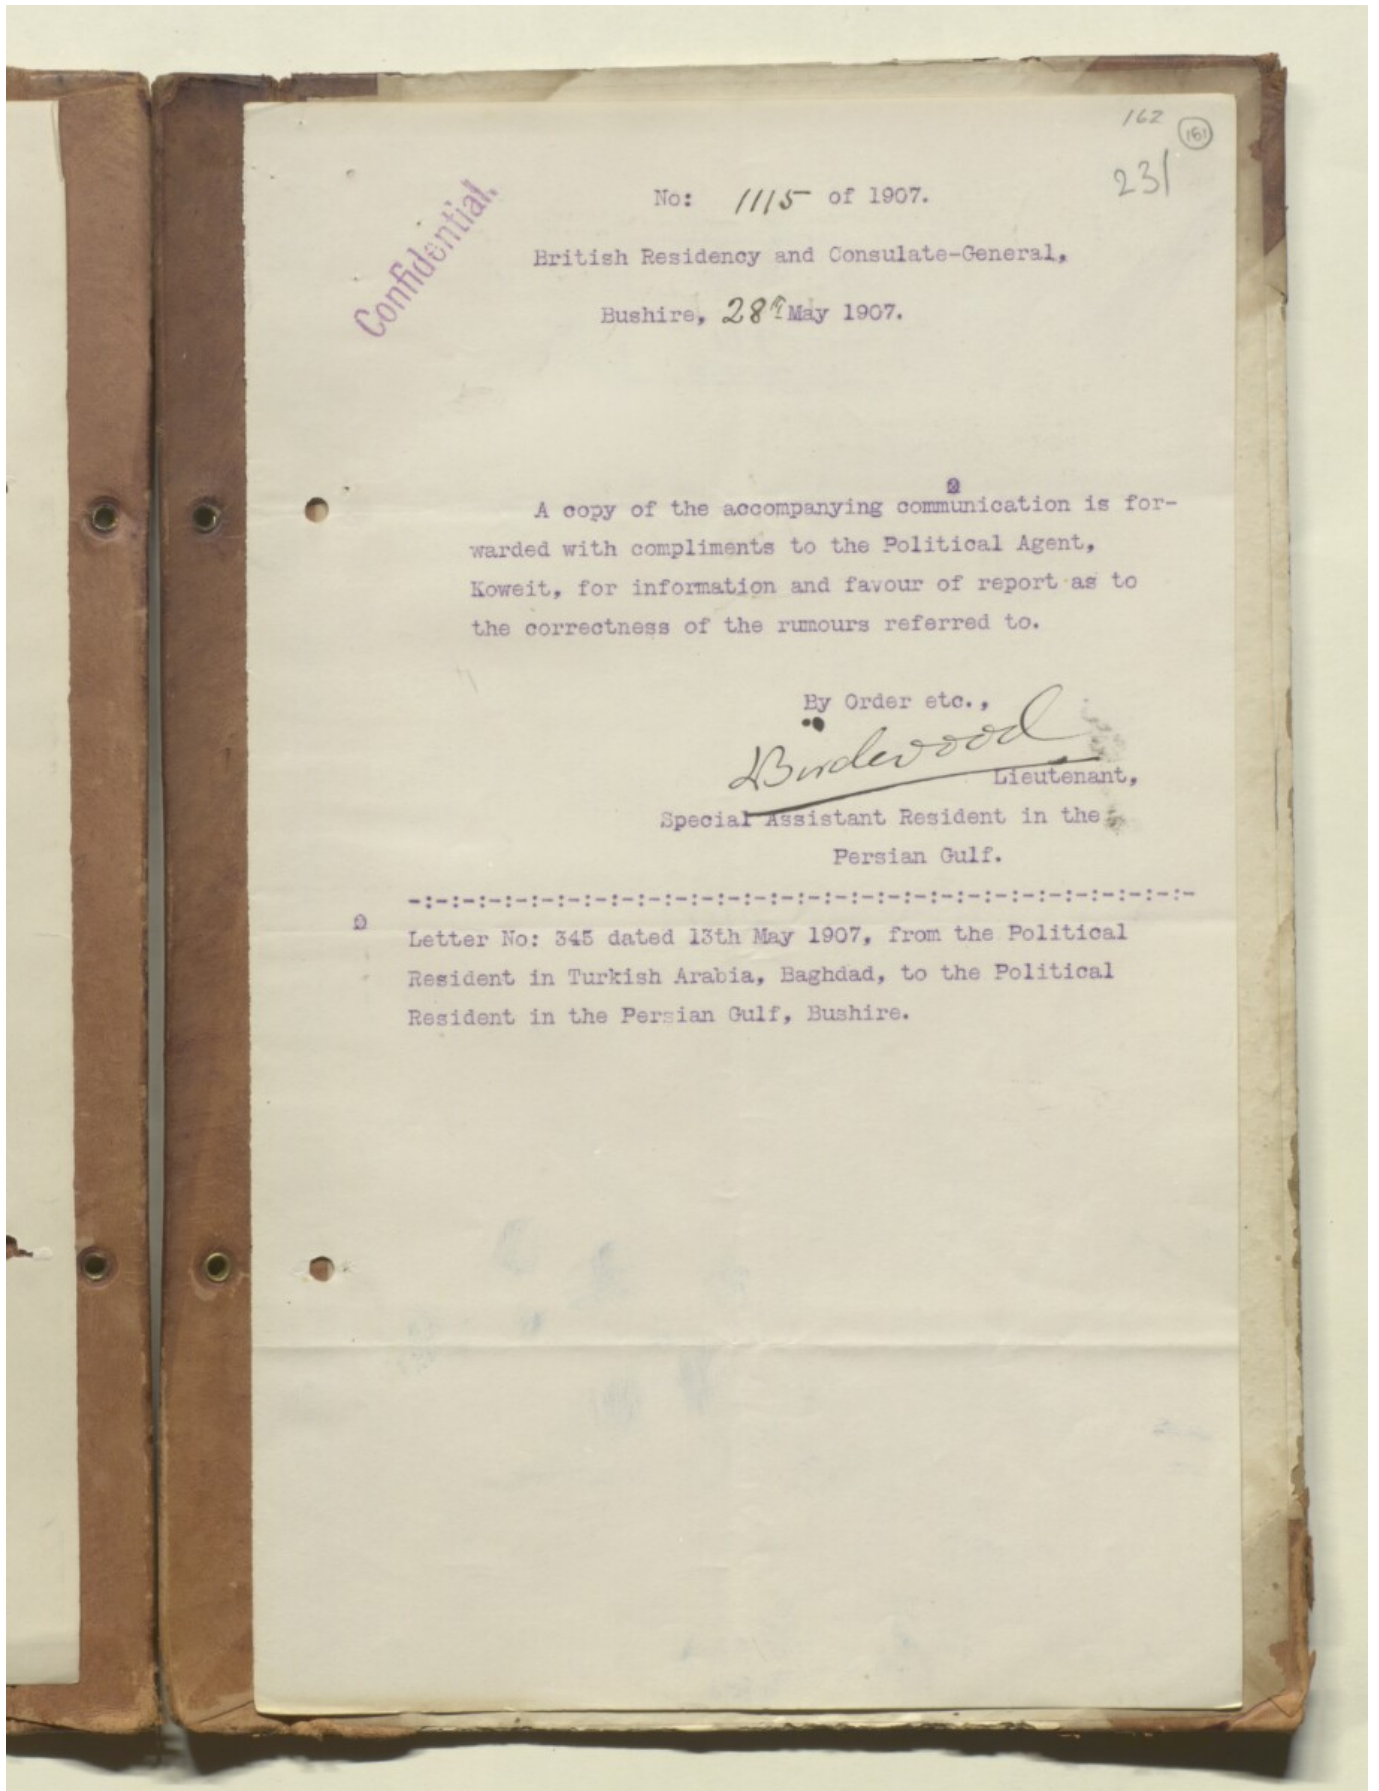 162
161
231
Confidential.
No: 1115 of 1907.
British Residency and Consulate-General,
Bushire, 28th May 1907.
A copy of the accompanying communication is for-
warded with compliments to the Political Agent,
Koweit, for information and favour of report as to
the correctness of the rumours referred to.
By Order etc.,
Birdwood
Lieutenant,
Special Assistant Resident in the
Persian Gulf.
-:-:-:-:-:-:-:-:-:-:-:-:-:-:-:-:-:-:-:-:-:-:-:-:-:-:-:-:-:-
Letter No: 345 dated 13th May 1907, from the Political
Resident in Turkish Arabia, Baghdad, to the Political
Resident in the Persian Gulf, Bushire.